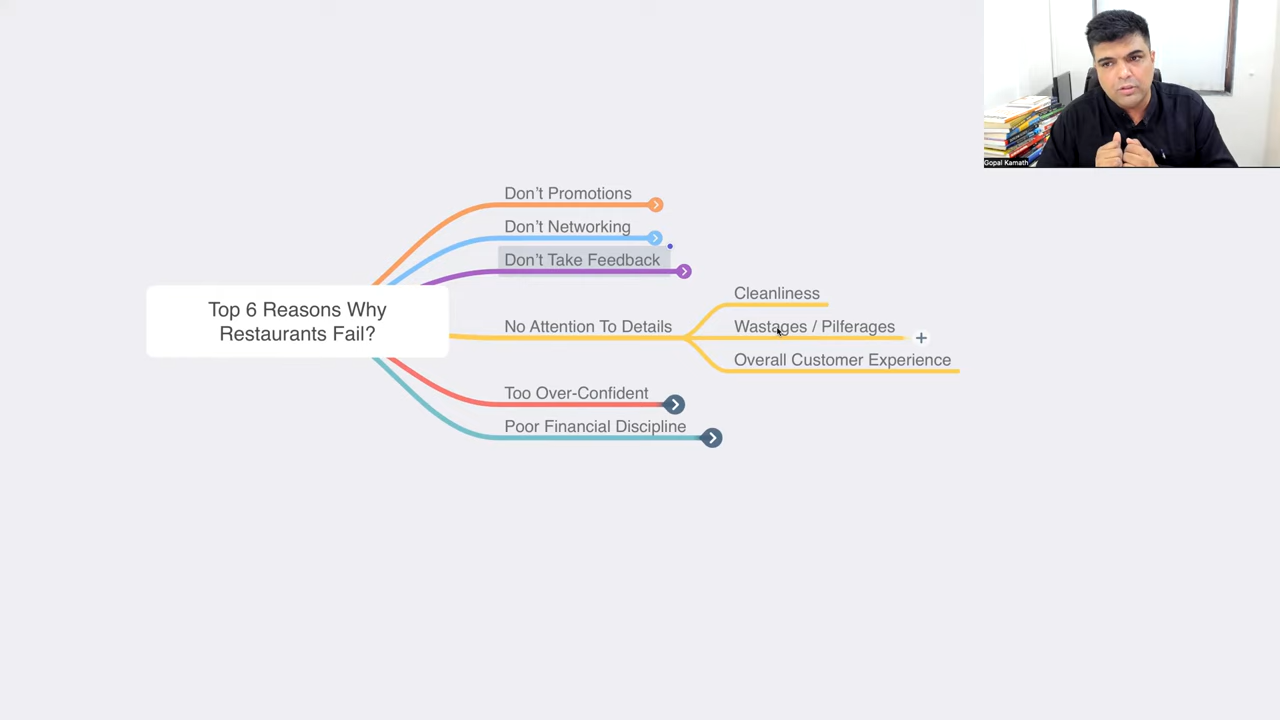 Gopal Kamath
Don't Promotions
Don't Networking
Don't Take Feedback
Top 6 Reasons Why
Restaurants Fail?
No Attention To Details
Cleanliness
Wastages / Pilferages
Overall Customer Experience
Too Over-Confident
Poor Financial Discipline